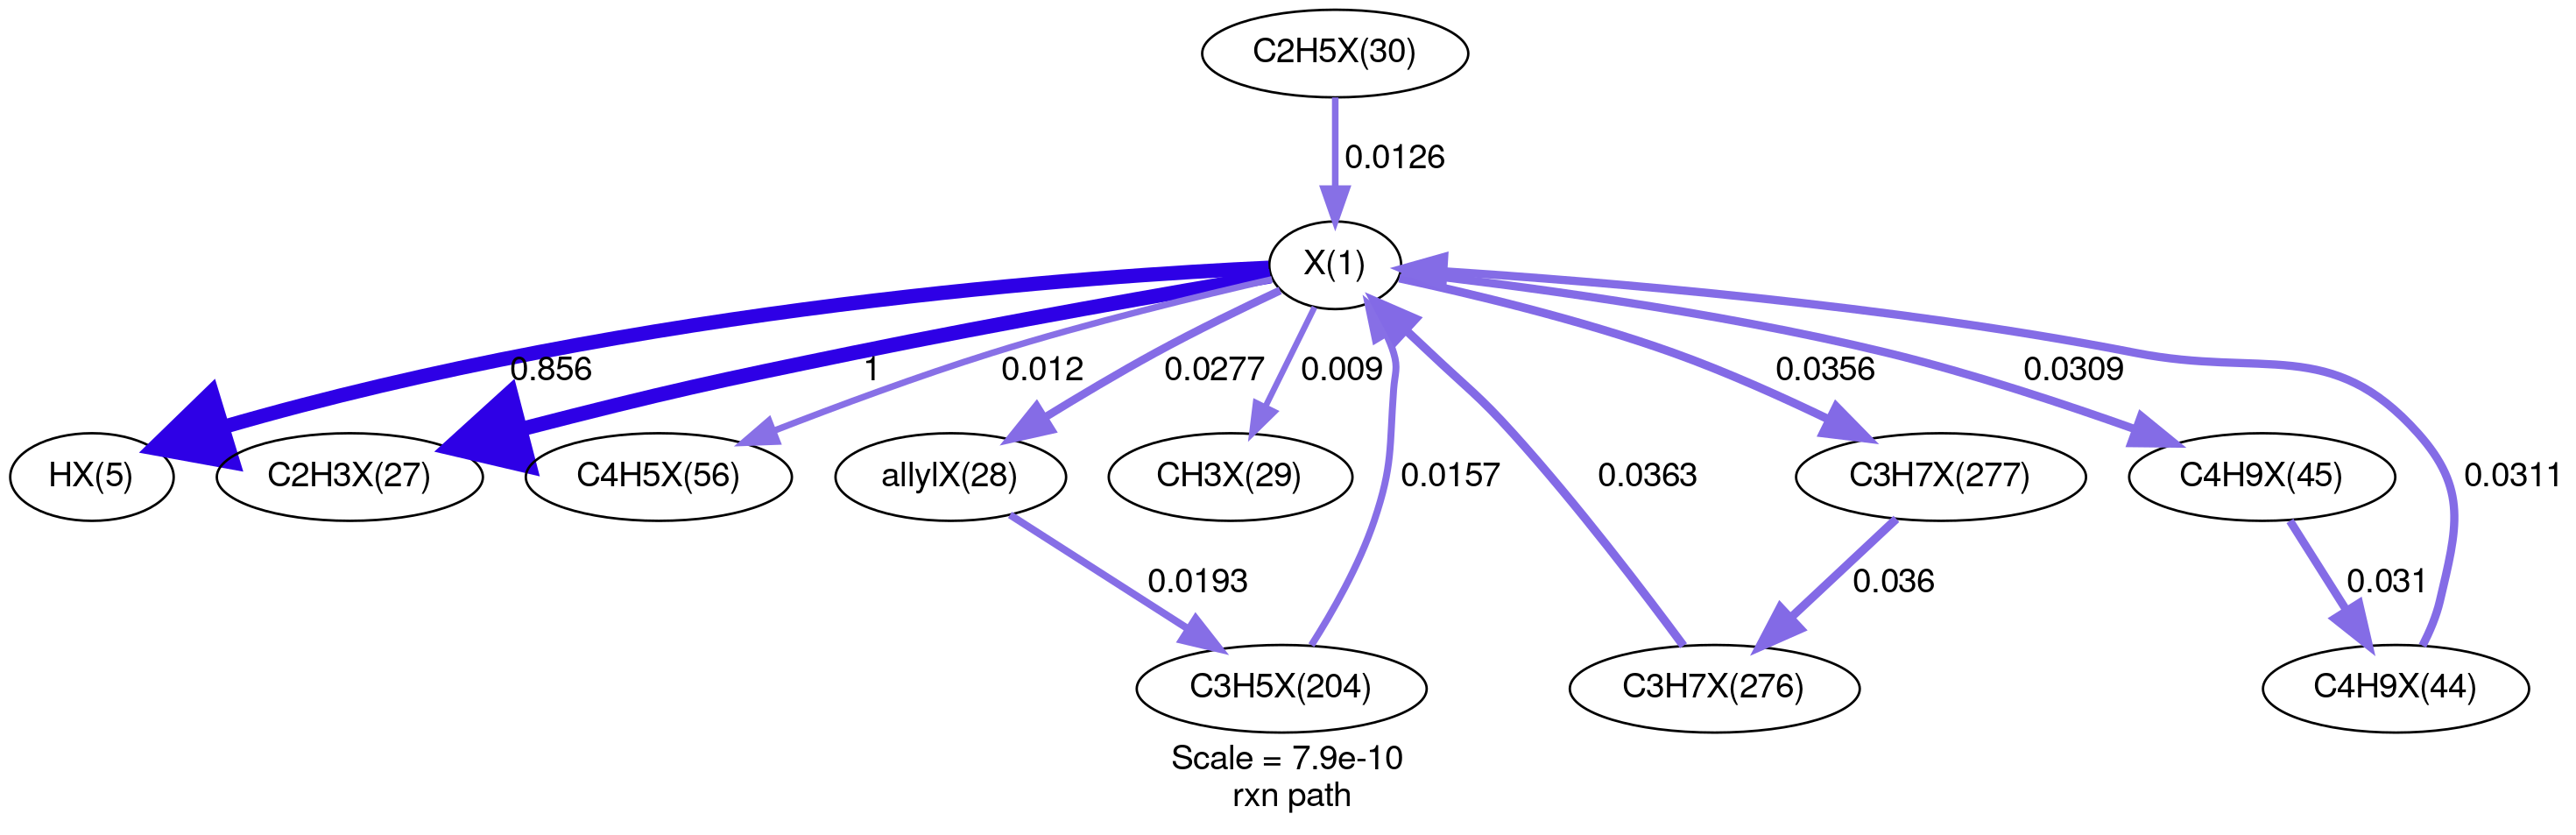 C2H5X(30)
0.0126
X(1)
0.856
1
0.012
0.0277
0.009
0.0356
0.0309
HX(5)
C2H3X(27)
C4H5X(56)
allylX(28)
CH3X(29)
0.0157
0.0363
C3H7X(277)
C4H9X(45)
0.0311
0.0193
0.036
0.031
C3H5X(204)
C3H7X(276)
C4H9X(44)
Scale = 7.9e-10
rxn path